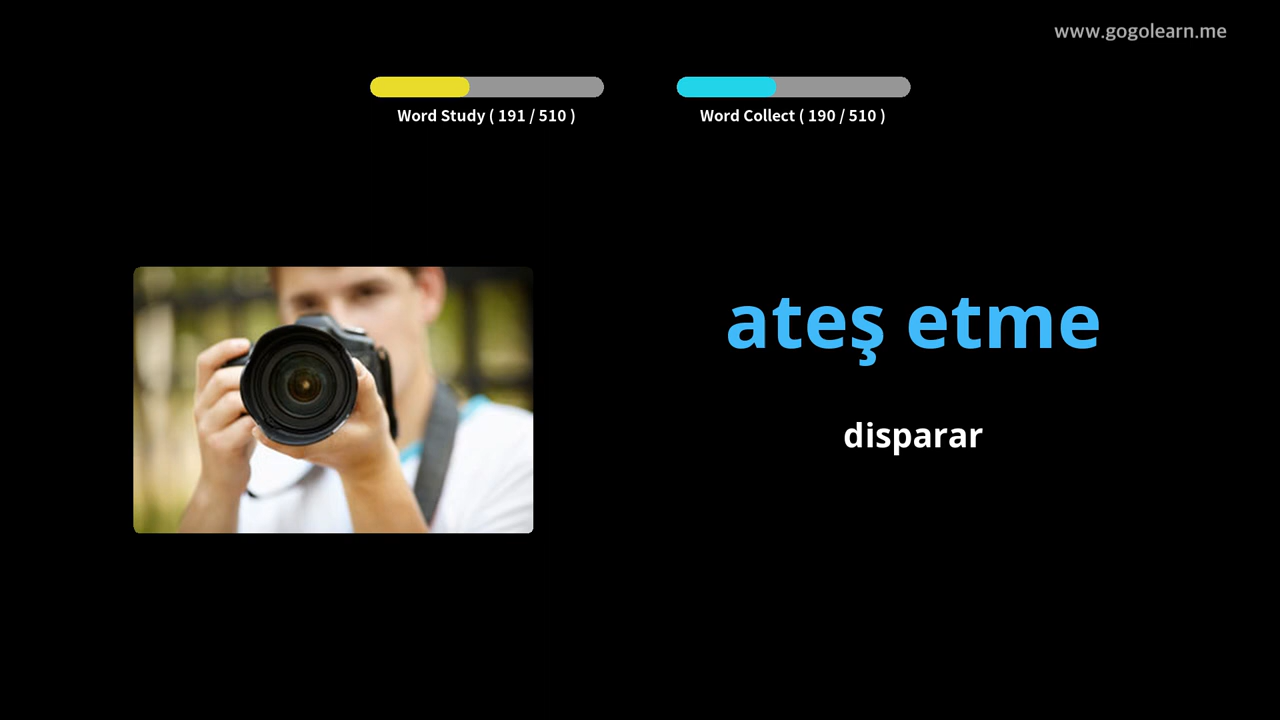 www.gogolearn.me
Word Study ( 191 / 510 )
Word Collect ( 190 / 510 )
ateş etme
disparar